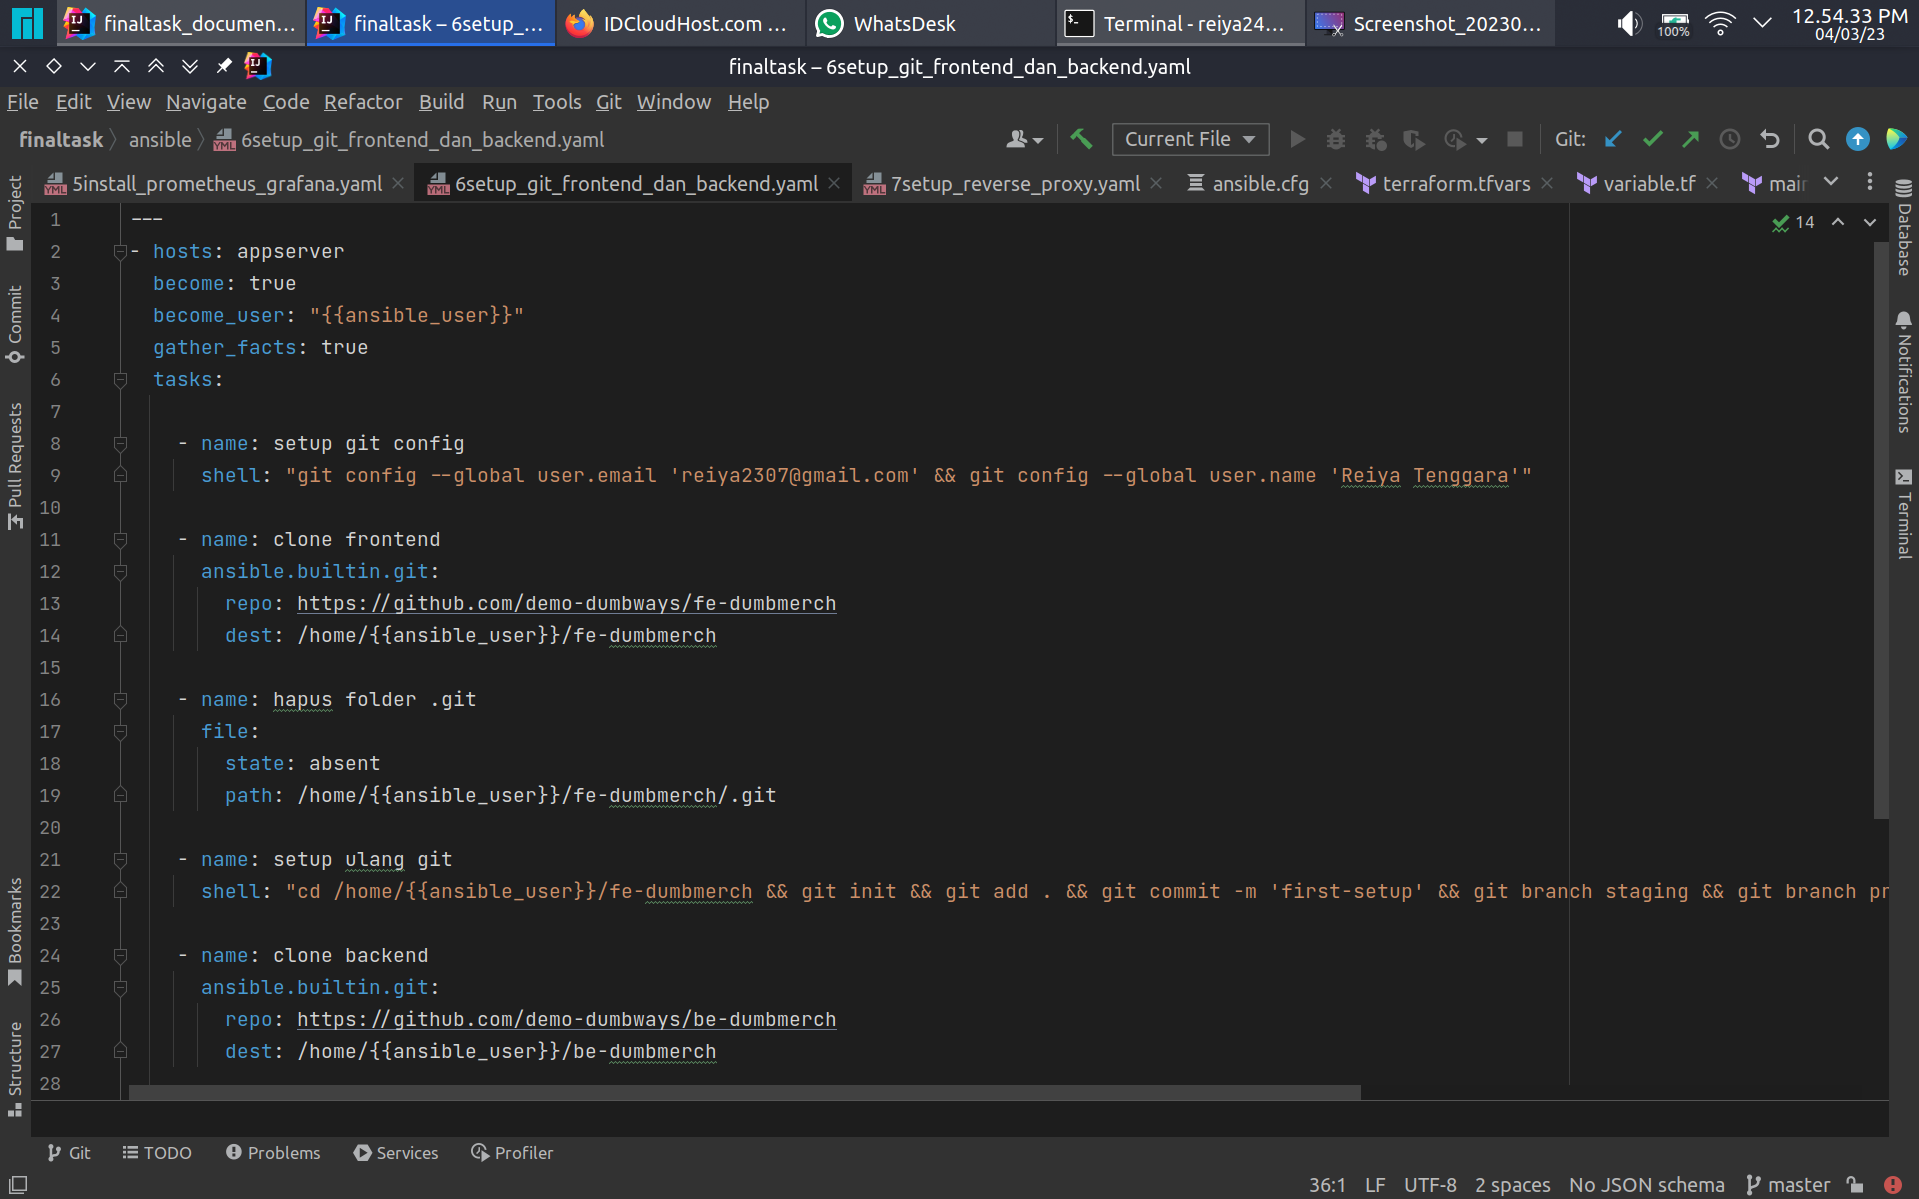 finaltask_documen...
finaltask – 6setup_...
IDCloudHost.com ...
WhatsDesk
Terminal - reiya24...
Screenshot_20230...
100%
12.54.33 PM
04/03/23
finaltask – 6setup_git_frontend_dan_backend.yaml
File Edit View Navigate Code Refactor Build Run Tools Git Window Help
finaltask ansible 6setup_git_frontend_dan_backend.yaml
Current File
Git:
5install_prometheus_grafana.yaml
6setup_git_frontend_dan_backend.yaml
7setup_reverse_proxy.yaml
ansible.cfg
terraform.tfvars
variable.tf
mair
Project
Commit
Pull Requests
Bookmarks
Structure
14
1 ---
2 - hosts: appserver
3 become: true
4 become_user: "{{ansible_user}}"
5 gather_facts: true
6 tasks:
7
8 - name: setup git config
9 shell: "git config --global user.email 'reiya2307@gmail.com' && git config --global user.name 'Reiya Tenggara'"
10
11 - name: clone frontend
12 ansible.builtin.git:
13 repo: https://github.com/demo-dumbways/fe-dumbmerch
14 dest: /home/{{ansible_user}}/fe-dumbmerch
15
16 - name: hapus folder .git
17 file:
18 state: absent
19 path: /home/{{ansible_user}}/fe-dumbmerch/.git
20
21 - name: setup ulang git
22 shell: "cd /home/{{ansible_user}}/fe-dumbmerch && git init && git add . && git commit -m 'first-setup' && git branch staging && git branch pr
23
24 - name: clone backend
25 ansible.builtin.git:
26 repo: https://github.com/demo-dumbways/be-dumbmerch
27 dest: /home/{{ansible_user}}/be-dumbmerch
28
Database
Notifications
Terminal
Git
TODO
Problems
Services
Profiler
36:1 LF UTF-8 2 spaces No JSON schema master